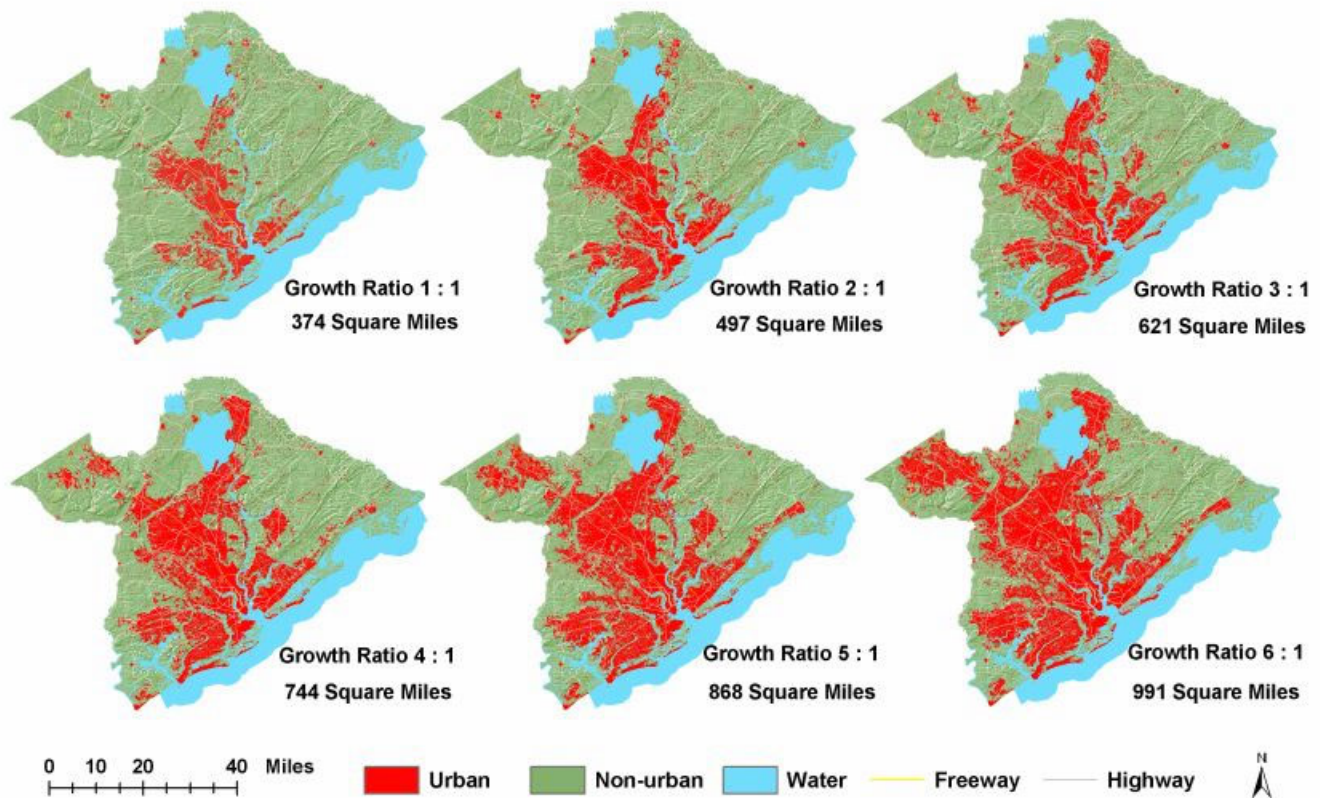 Growth Ratio 1 : 1
374 Square Miles
Growth Ratio 2 : 1
497 Square Miles
Growth Ratio 3 : 1
621 Square Miles
Growth Ratio 4 : 1
744 Square Miles
Growth Ratio 5 : 1
868 Square Miles
Growth Ratio 6 : 1
991 Square Miles
0 10 20 40 Miles
Urban
Non-urban
Water
Freeway
Highway
N